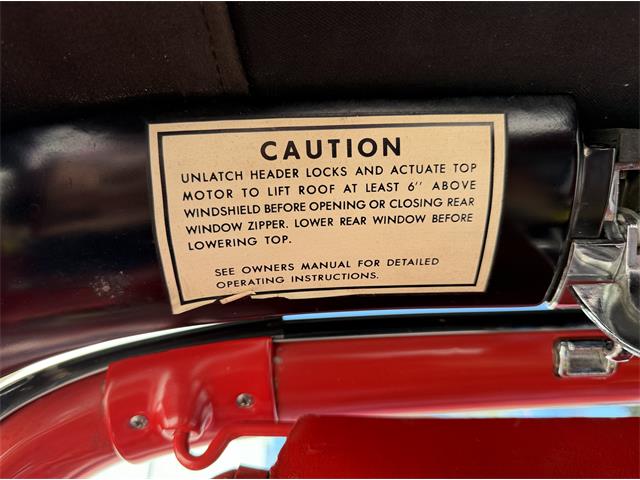 CAUTION
UNLATCH HEADER LOCKS AND ACTUATE TOP
MOTOR TO LIFT ROOF AT LEAST 6'' ABOVE
WINDSHIELD BEFORE OPENING OR CLOSING REAR
WINDOW ZIPPER. LOWER REAR WINDOW BEFORE
LOWERING TOP.
SEE OWNERS MANUAL FOR DETAILED
OPERATING INSTRUCTIONS.